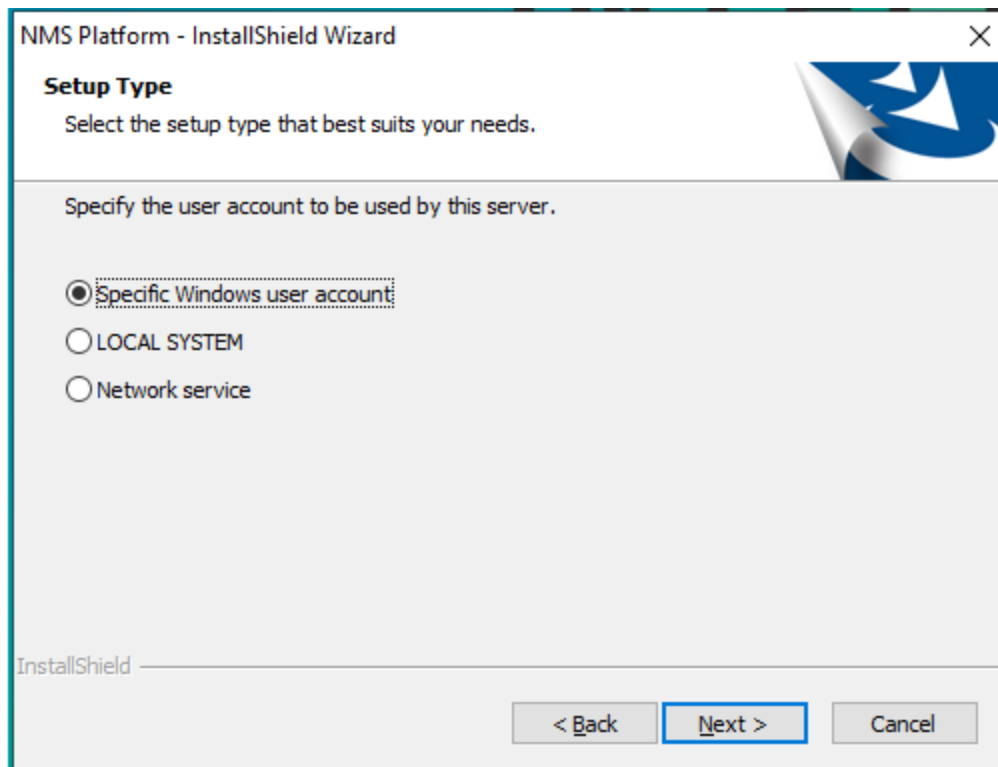 NMS Platform - InstallShield Wizard
Setup Type
Select the setup type that best suits your needs.
Specify the user account to be used by this server.
Specific Windows user account
LOCAL SYSTEM
Network service
InstallShield
< Back Next > Cancel